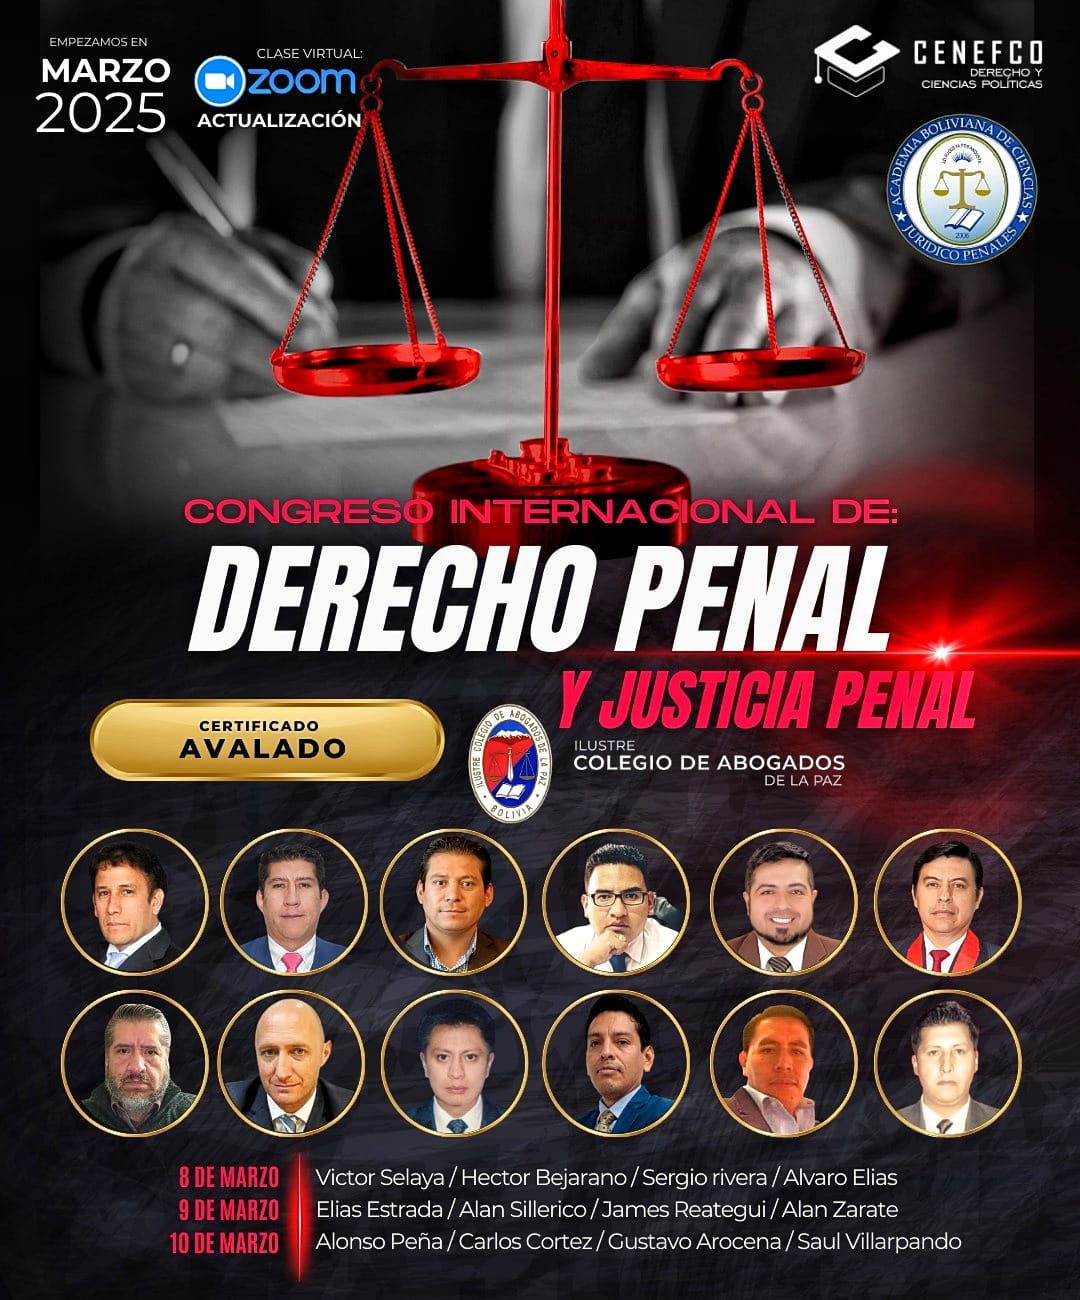 EMPEZAMOS EN
MARZO
2025
CLASE VIRTUAL:
zoom
ACTUALIZACIÓN
CENEFCO
DERECHO Y
CIENCIAS POLÍTICAS
ACADEMIA BOLIVIANA DE CIENCIAS
JURIDICO PENALES
2006
CONGRESO INTERNACIONAL DE:
DERECHO PENAL
Y JUSTICIA PENAL
CERTIFICADO
AVALADO
ILUSTRE COLEGIO DE ABOGADOS DE LA PAZ
BOLIVIA
ILUSTRE
COLEGIO DE ABOGADOS
DE LA PAZ
8 DE MARZO Victor Selaya / Hector Bejarano / Sergio rivera / Alvaro Elias
9 DE MARZO Elias Estrada / Alan Sillerico / James Reategui / Alan Zarate
10 DE MARZO Alonso Peña / Carlos Cortez / Gustavo Arocena / Saul Villarpando